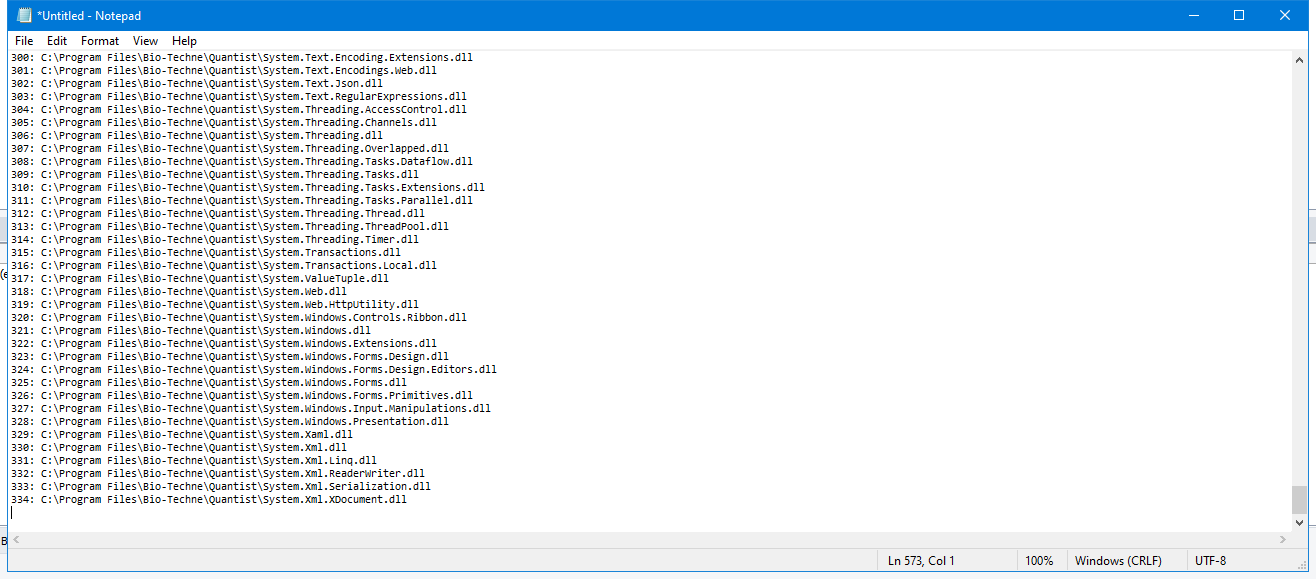 *Untitled - Notepad
File Edit Format View Help
300: C:\Program Files\Bio-Techne\Quantist\System.Text.Encoding.Extensions.dll
301: C:\Program Files\Bio-Techne\Quantist\System.Text.Encodings.Web.dll
302: C:\Program Files\Bio-Techne\Quantist\System.Text.Json.dll
303: C:\Program Files\Bio-Techne\Quantist\System.Text.RegularExpressions.dll
304: C:\Program Files\Bio-Techne\Quantist\System.Threading.AccessControl.dll
305: C:\Program Files\Bio-Techne\Quantist\System.Threading.Channels.dll
306: C:\Program Files\Bio-Techne\Quantist\System.Threading.dll
307: C:\Program Files\Bio-Techne\Quantist\System.Threading.Overlapped.dll
308: C:\Program Files\Bio-Techne\Quantist\System.Threading.Tasks.Dataflow.dll
309: C:\Program Files\Bio-Techne\Quantist\System.Threading.Tasks.dll
310: C:\Program Files\Bio-Techne\Quantist\System.Threading.Tasks.Extensions.dll
311: C:\Program Files\Bio-Techne\Quantist\System.Threading.Tasks.Parallel.dll
312: C:\Program Files\Bio-Techne\Quantist\System.Threading.Thread.dll
313: C:\Program Files\Bio-Techne\Quantist\System.Threading.ThreadPool.dll
314: C:\Program Files\Bio-Techne\Quantist\System.Threading.Timer.dll
315: C:\Program Files\Bio-Techne\Quantist\System.Transactions.dll
316: C:\Program Files\Bio-Techne\Quantist\System.Transactions.Local.dll
317: C:\Program Files\Bio-Techne\Quantist\System.ValueTuple.dll
318: C:\Program Files\Bio-Techne\Quantist\System.Web.dll
319: C:\Program Files\Bio-Techne\Quantist\System.Web.HttpUtility.dll
320: C:\Program Files\Bio-Techne\Quantist\System.Windows.Controls.Ribbon.dll
321: C:\Program Files\Bio-Techne\Quantist\System.Windows.dll
322: C:\Program Files\Bio-Techne\Quantist\System.Windows.Extensions.dll
323: C:\Program Files\Bio-Techne\Quantist\System.Windows.Forms.Design.dll
324: C:\Program Files\Bio-Techne\Quantist\System.Windows.Forms.Design.Editors.dll
325: C:\Program Files\Bio-Techne\Quantist\System.Windows.Forms.dll
326: C:\Program Files\Bio-Techne\Quantist\System.Windows.Forms.Primitives.dll
327: C:\Program Files\Bio-Techne\Quantist\System.Windows.Input.Manipulations.dll
328: C:\Program Files\Bio-Techne\Quantist\System.Windows.Presentation.dll
329: C:\Program Files\Bio-Techne\Quantist\System.Xaml.dll
330: C:\Program Files\Bio-Techne\Quantist\System.Xml.dll
331: C:\Program Files\Bio-Techne\Quantist\System.Xml.Linq.dll
332: C:\Program Files\Bio-Techne\Quantist\System.Xml.ReaderWriter.dll
333: C:\Program Files\Bio-Techne\Quantist\System.Xml.Serialization.dll
334: C:\Program Files\Bio-Techne\Quantist\System.Xml.XDocument.dll
Ln 573, Col 1 100% Windows (CRLF) UTF-8